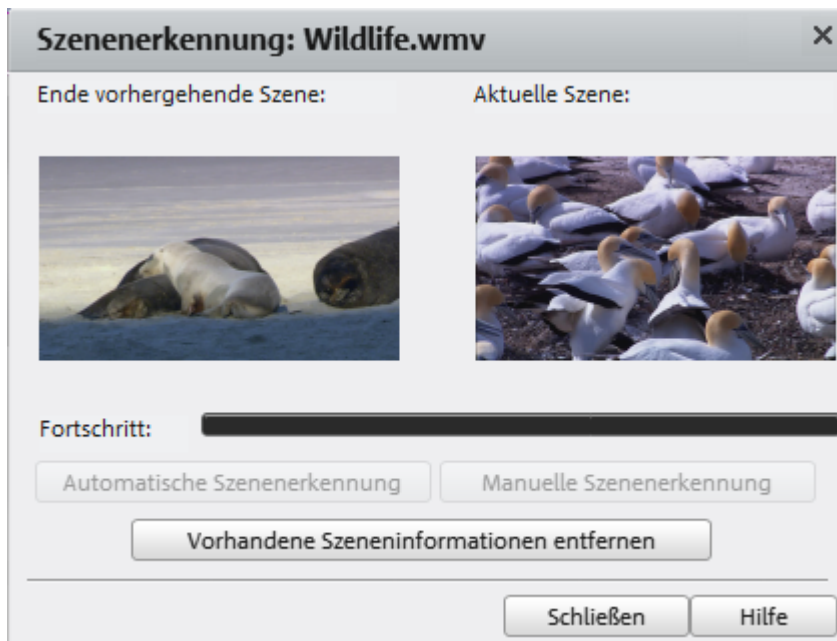 Szenenerkennung: Wildlife.wmv
Ende vorhergehende Szene:
Aktuelle Szene:
Fortschritt:
Automatische Szenenerkennung
Manuelle Szenenerkennung
Vorhandene Szeneninformationen entfernen
Schließen
Hilfe